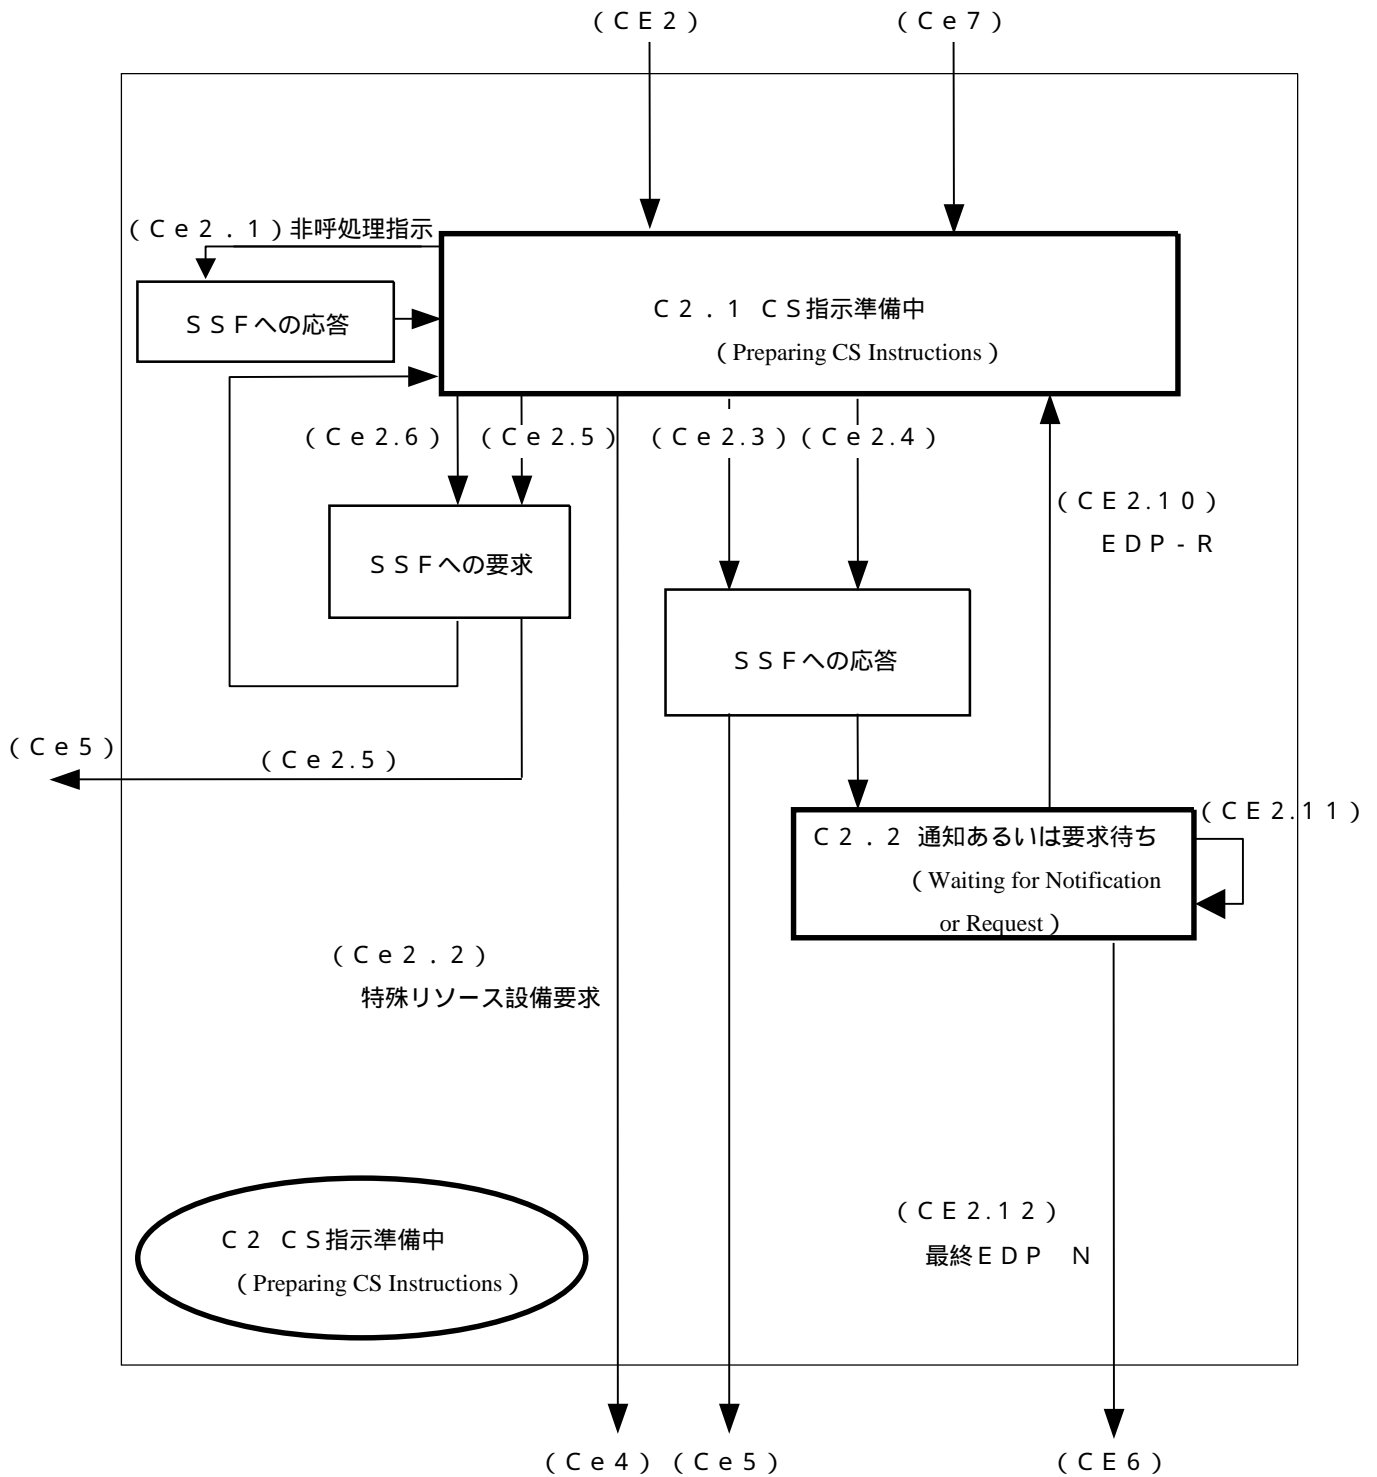 （ＣＥ２）
（Ｃｅ７）
（Ｃｅ２．１）非呼処理指示
ＳＳＦへの応答
Ｃ２．１ ＣＳ指示準備中
（Preparing CS Instructions）
（Ｃｅ２.６）
（Ｃｅ２.５）
（Ｃｅ２.３）
（Ｃｅ２.４）
（ＣＥ２.１０）
ＥＤＰ‐Ｒ
ＳＳＦへの要求
ＳＳＦへの応答
（Ｃｅ５）
（Ｃｅ２.５）
（ＣＥ２.１１）
Ｃ２．２ 通知あるいは要求待ち
（Waiting for Notification
or Request）
（Ｃｅ２．２）
特殊リソース設備要求
（ＣＥ２.１２）
最終ＥＤＰ　Ｎ
Ｃ２ ＣＳ指示準備中
（Preparing CS Instructions）
（Ｃｅ４）
（Ｃｅ５）
（ＣＥ６）